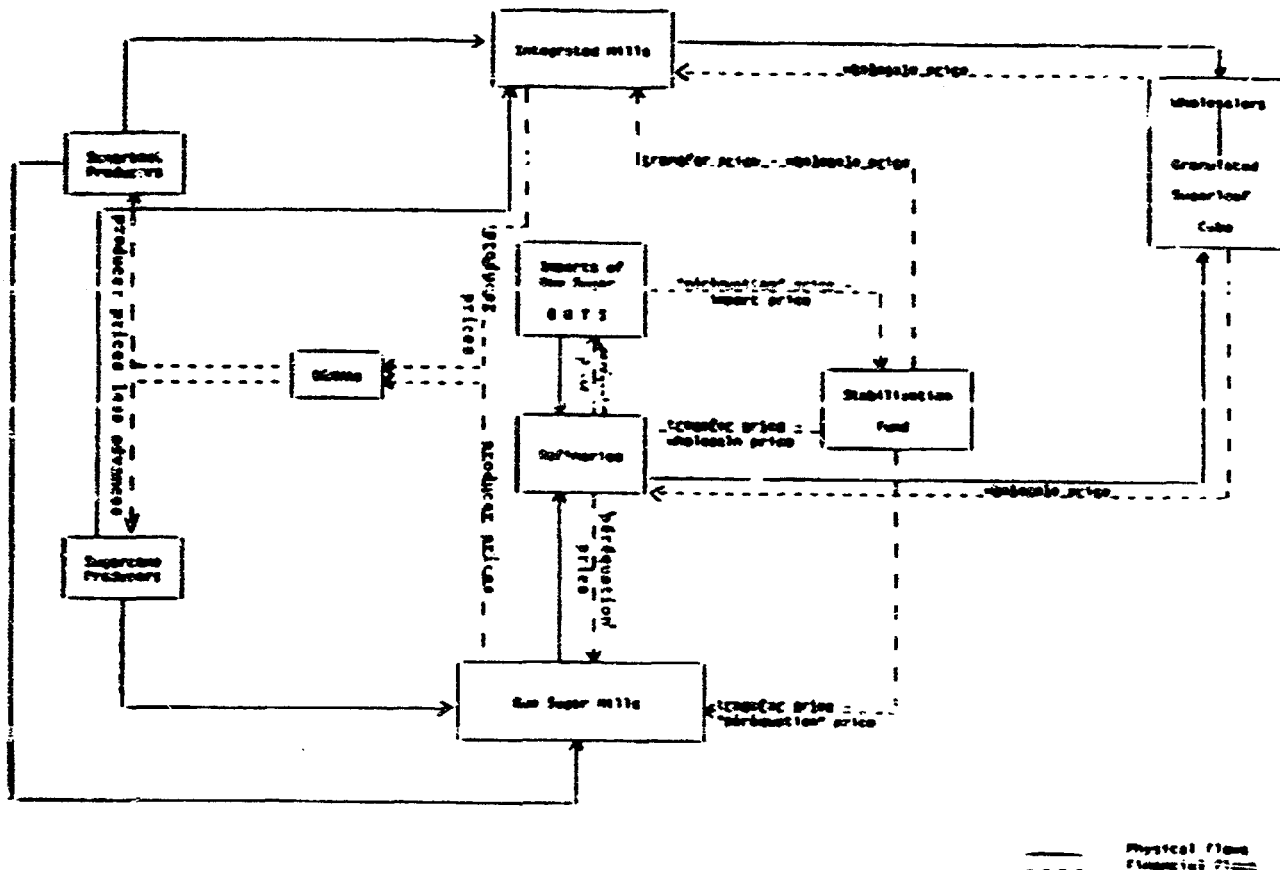 Integrated Mills
wholesale price
Wholesalers
Granulated
Sugarloaf
Cube
Sugarbeet
Producers
transfer price - wholesale price
producer prices less advances
producer
prices
Imports of
Raw Sugar
"péréquation" price -
import price
Stabilization
Fund
transfer price -
wholesale price
Refineries
wholesale price
producer prices
péréquation
price
Sugarcane
Producers
Raw Sugar Mills
transfer price -
"péréquation" price
Physical flows
Financial flows